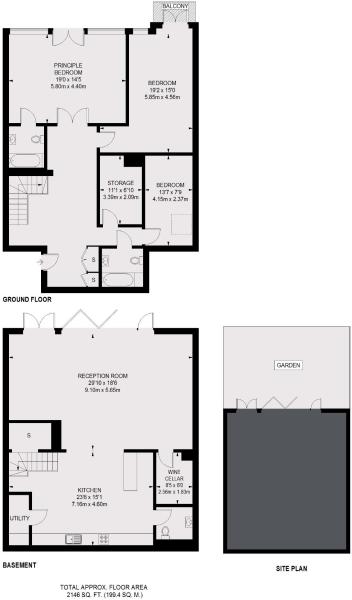 BALCONY
PRINCIPLE
BEDROOM
19'0 x 14'5
5.80m x 4.40m
BEDROOM
19'2 x 15'0
5.85m x 4.56m
STORAGE
11'1 x 6'10
3.39m x 2.09m
BEDROOM
13'7 x 7'9
4.15m x 2.37m
S
S
GROUND FLOOR
RECEPTION ROOM
29'10 x 18'6
9.10m x 5.65m
GARDEN
S
KITCHEN
23'6 x 15'1
7.16m x 4.60m
WINE
CELLAR
8'5 x 6'0
2.56m x 1.83m
UTILITY
BASEMENT
SITE PLAN
TOTAL APPROX. FLOOR AREA
2146 SQ. FT. (199.4 SQ. M.)